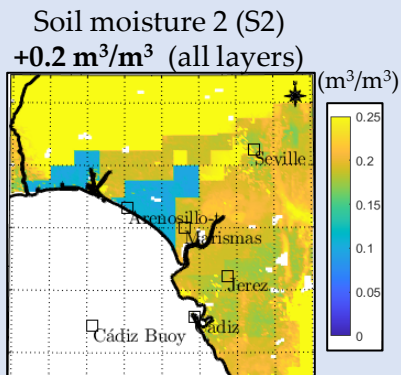 Soil moisture 2 (S2)
+0.2 m³/m³ (all layers)
(m³/m³)
0.25
0.2
0.15
0.1
0.05
0
Seville
Arenosillo-t
Marismas
Jerez
Cadiz
Cádiz Buoy